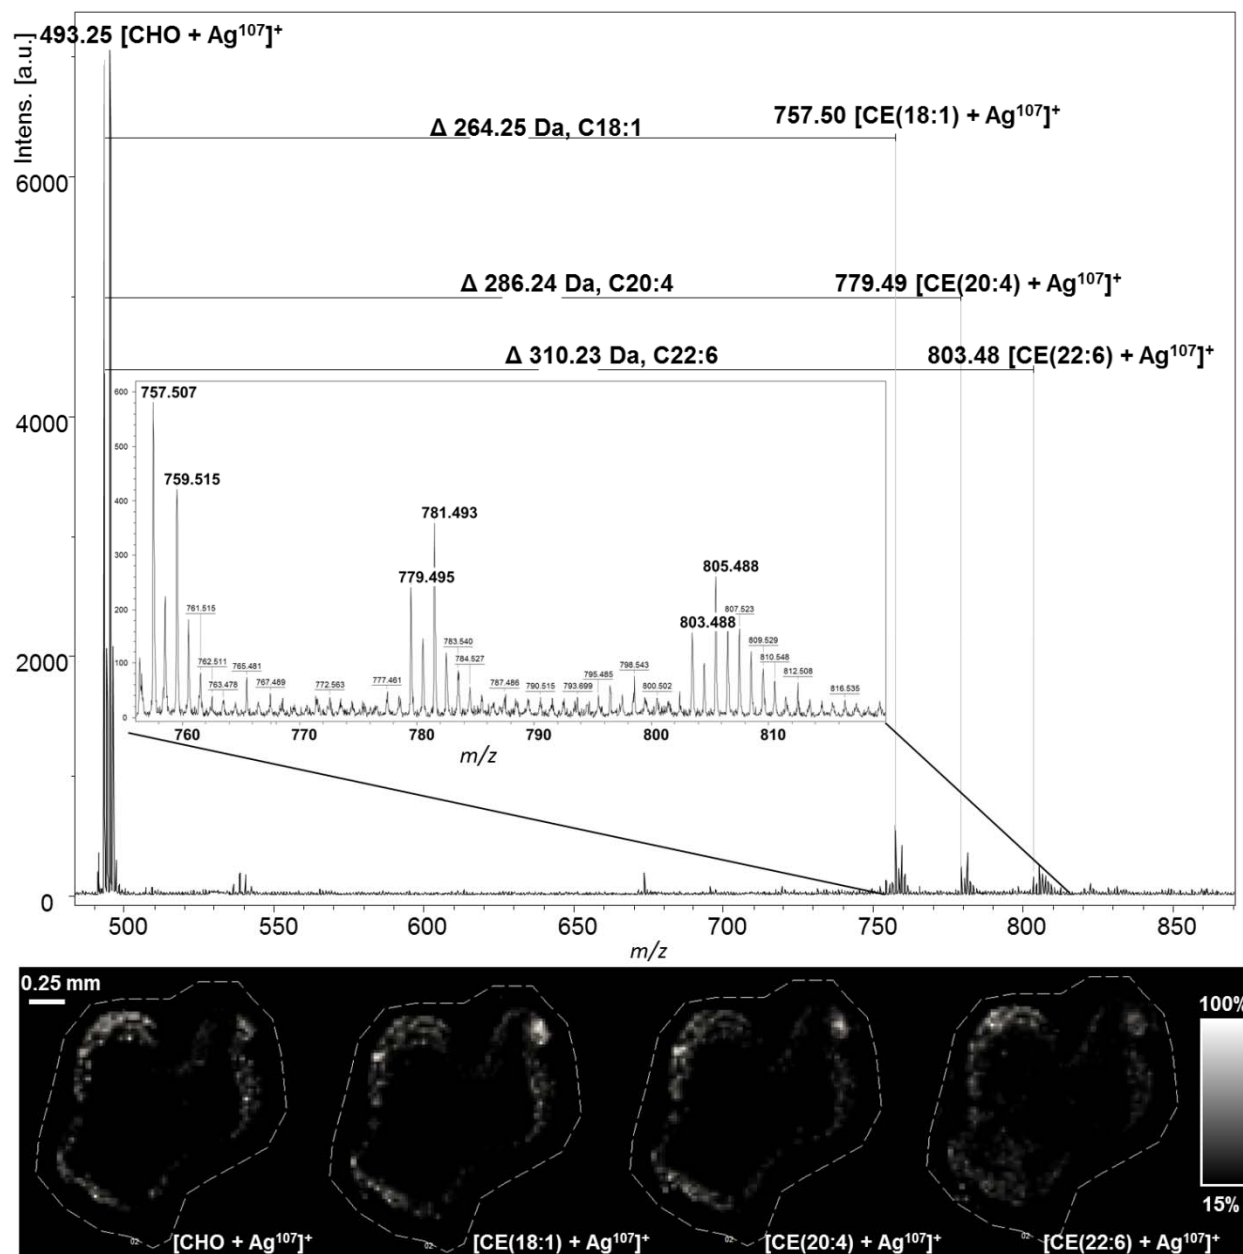 493.25 [CHO + Ag¹⁰⁷]⁺
Intens. [a.u.]
757.50 [CE(18:1) + Ag¹⁰⁷]⁺
Δ 264.25 Da, C18:1
6000
Δ 286.24 Da, C20:4
779.49 [CE(20:4) + Ag¹⁰⁷]⁺
Δ 310.23 Da, C22:6
803.48 [CE(22:6) + Ag¹⁰⁷]⁺
4000
600
757.507
500
759.515
400
781.493
300
779.495
805.488
803.488
200
761.515
783.540
807.523
100
762.511
763.478
765.481
767.489
772.563
777.461
784.527
787.486
790.515
793.699
795.485
798.543
800.502
809.529
810.548
812.508
816.535
0
760 770 780 790 800 810
m/z
2000
0
500 550 600 650 700 750 800 850
m/z
0.25 mm
100%
15%
02
[CHO + Ag¹⁰⁷]⁺
02
[CE(18:1) + Ag¹⁰⁷]⁺
02
[CE(20:4) + Ag¹⁰⁷]⁺
02
[CE(22:6) + Ag¹⁰⁷]⁺